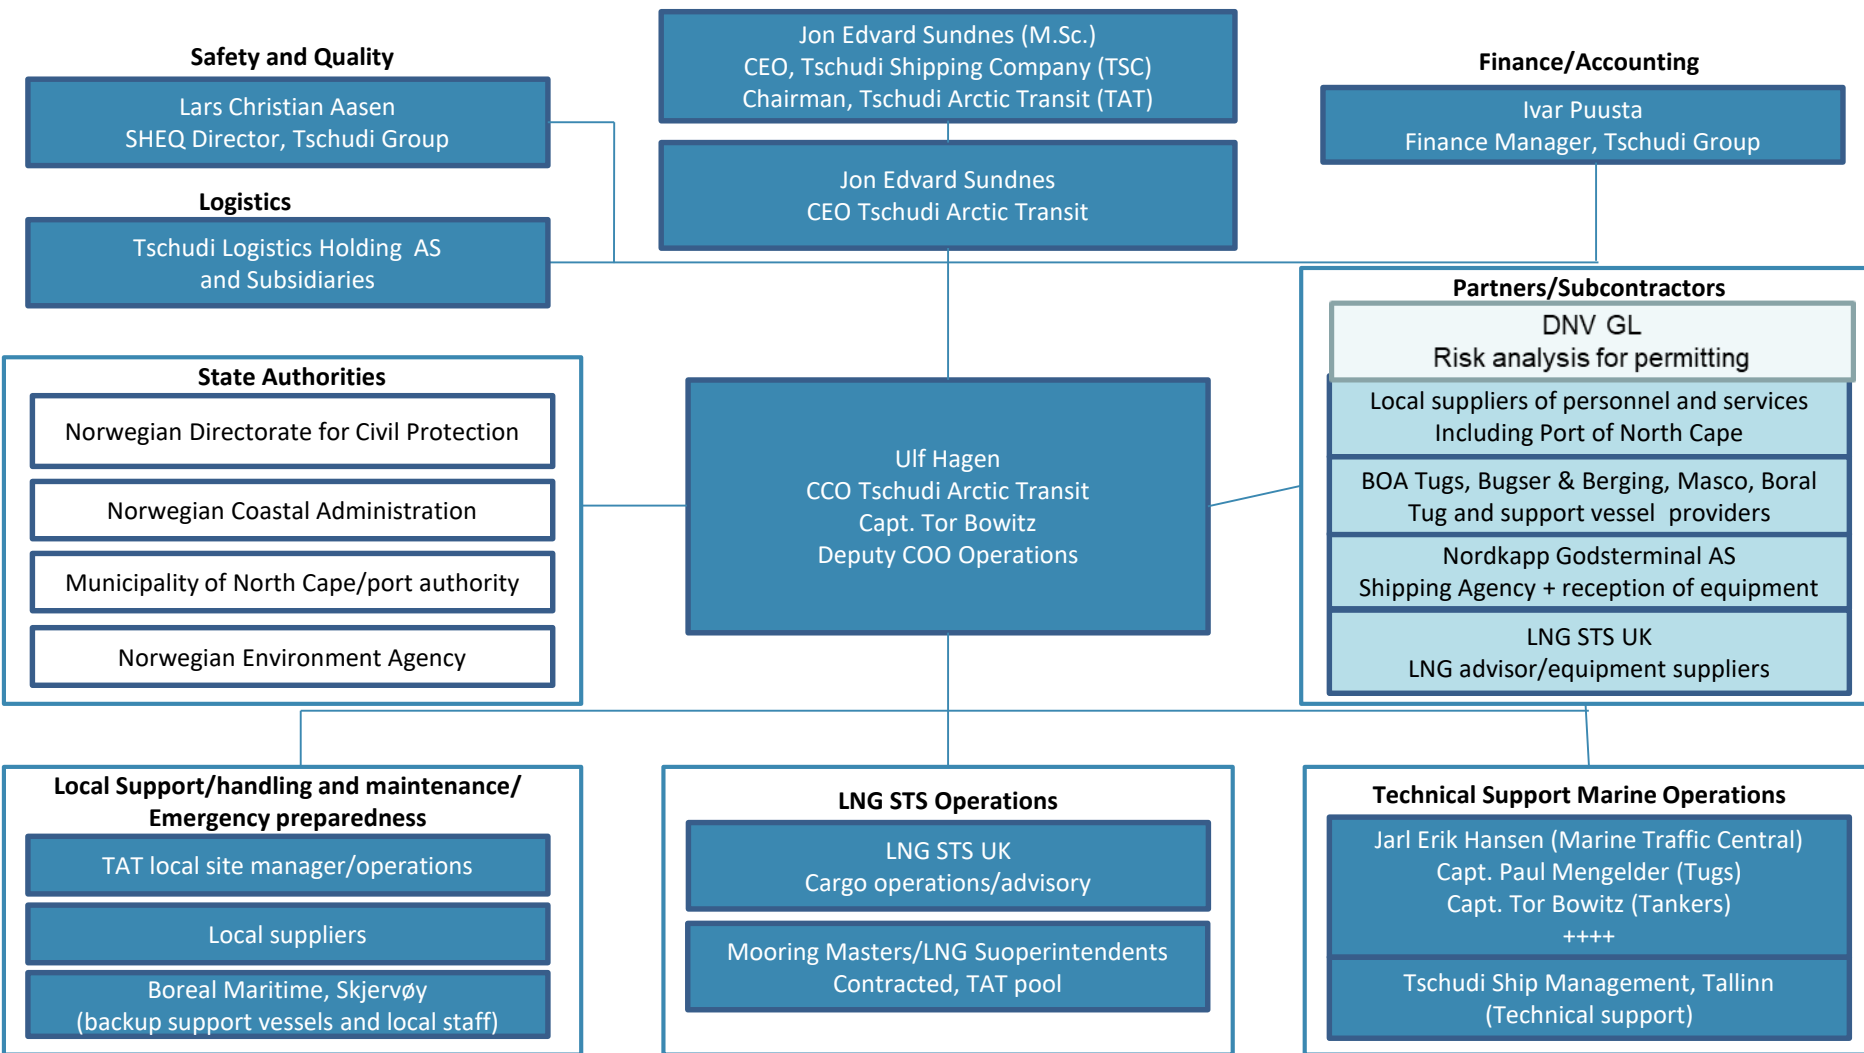 Safety and Quality
Lars Christian Aasen
SHEQ Director, Tschudi Group
Logistics
Tschudi Logistics Holding AS
and Subsidiaries
Jon Edvard Sundnes (M.Sc.)
CEO, Tschudi Shipping Company (TSC)
Chairman, Tschudi Arctic Transit (TAT)
Jon Edvard Sundnes
CEO Tschudi Arctic Transit
Finance/Accounting
Ivar Puusta
Finance Manager, Tschudi Group
State Authorities
Norwegian Directorate for Civil Protection
Norwegian Coastal Administration
Municipality of North Cape/port authority
Norwegian Environment Agency
Ulf Hagen
CCO Tschudi Arctic Transit
Capt. Tor Bowitz
Deputy COO Operations
Partners/Subcontractors
DNV GL
Risk analysis for permitting
Local suppliers of personnel and services
Including Port of North Cape
BOA Tugs, Bugser & Berging, Masco, Boral
Tug and support vessel providers
Nordkapp Godsterminal AS
Shipping Agency + reception of equipment
LNG STS UK
LNG advisor/equipment suppliers
Local Support/handling and maintenance/
Emergency preparedness
TAT local site manager/operations
Local suppliers
Boreal Maritime, Skjervøy
(backup support vessels and local staff)
LNG STS Operations
LNG STS UK
Cargo operations/advisory
Mooring Masters/LNG Suoperintendents
Contracted, TAT pool
Technical Support Marine Operations
Jarl Erik Hansen (Marine Traffic Central)
Capt. Paul Mengelder (Tugs)
Capt. Tor Bowitz (Tankers)
++++
Tschudi Ship Management, Tallinn
(Technical support)